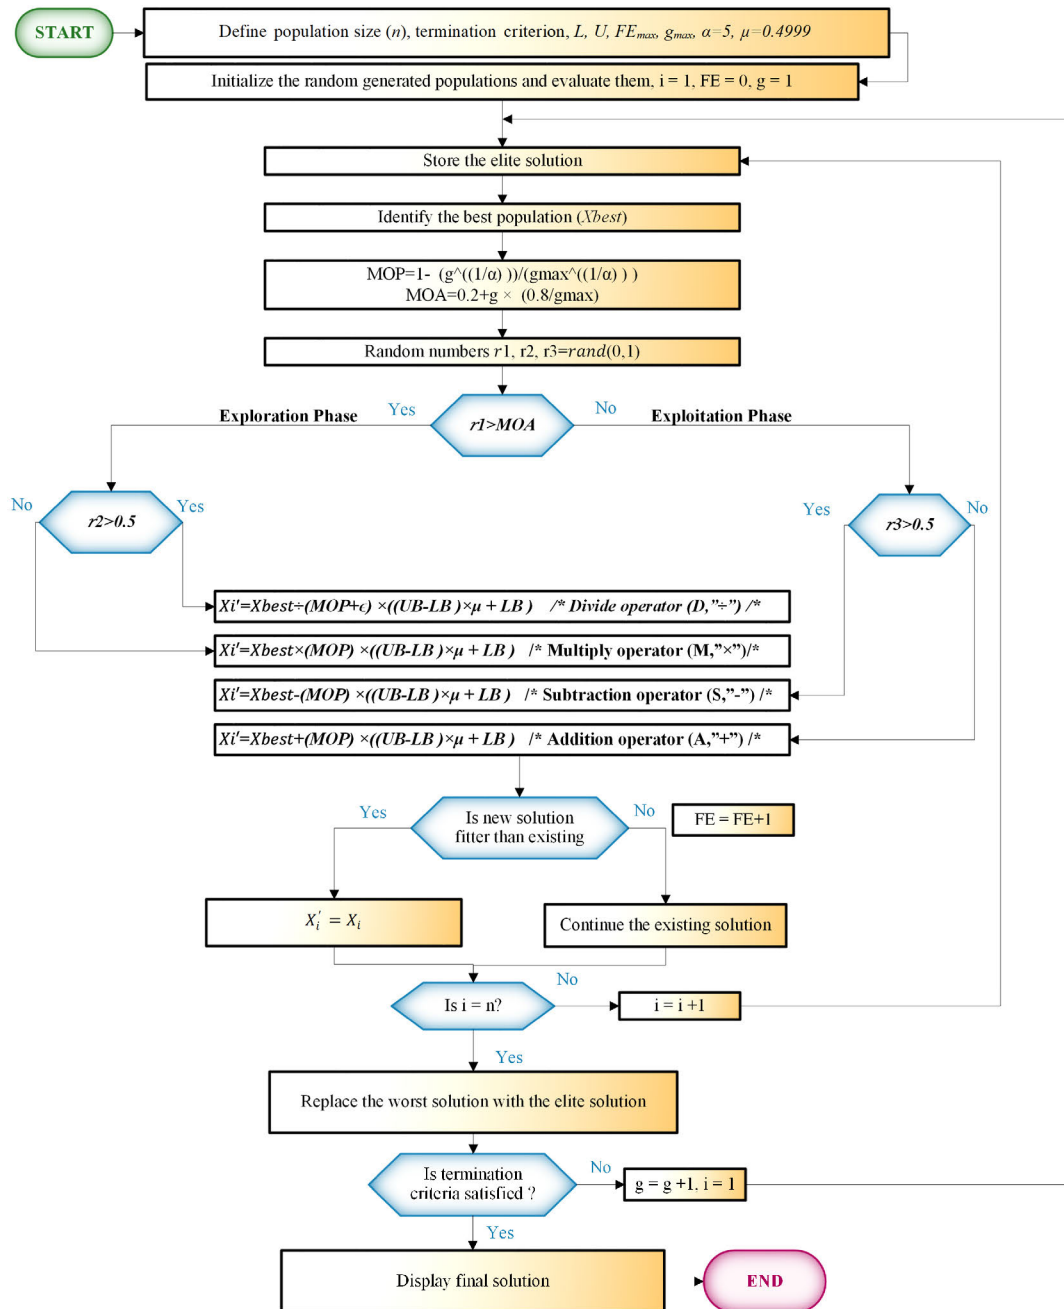 START
Define population size (n), termination criterion, L, U, FEmax, gmax, α=5, μ=0.4999
Initialize the random generated populations and evaluate them, i = 1, FE = 0, g = 1
Store the elite solution
Identify the best population (Xbest)
MOP=1- (g^((1/α) ))/(gmax^((1/α) ) )
MOA=0.2+g × (0.8/gmax)
Random numbers r1, r2, r3=rand(0,1)
Exploration Phase
Yes
r1>MOA
No
Exploitation Phase
No
r2>0.5
Yes
Yes
r3>0.5
No
Xi′=Xbest÷(MOP+ϵ) ×((UB-LB )×μ + LB ) /* Divide operator (D,”÷”) /*
Xi′=Xbest×(MOP) ×((UB-LB )×μ + LB ) /* Multiply operator (M,”×”)/*
Xi′=Xbest-(MOP) ×((UB-LB )×μ + LB ) /* Subtraction operator (S,”-”) /*
Xi′=Xbest+(MOP) ×((UB-LB )×μ + LB ) /* Addition operator (A,”+”) /*
Yes
Is new solution
fitter than existing
No
FE = FE+1
Xi′ = Xi
Continue the existing solution
Is i = n?
No
i = i +1
Yes
Replace the worst solution with the elite solution
Is termination
criteria satisfied ?
No
g = g +1, i = 1
Yes
Display final solution
END